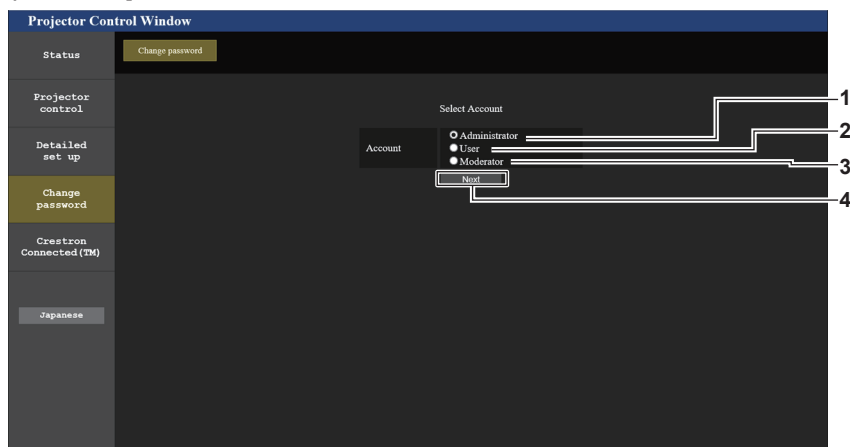 Projector Control Window
Status
Change password
Projector
control
Select Account
1
Administrator
2
Account
User
Detailed
set up
Moderator
3
Next
4
Change
password
Crestron
Connected(TM)
Japanese